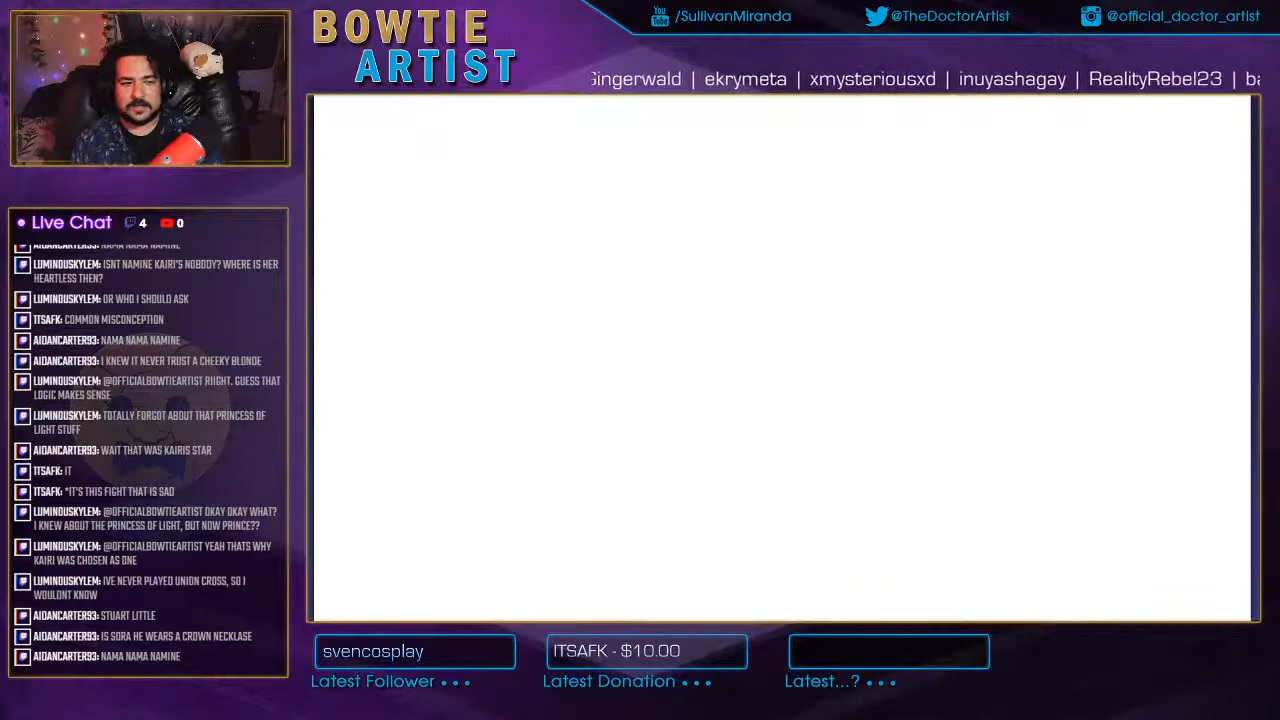 BOWTIE
ARTIST
/SullivanMiranda
@TheDoctorArtist
@official_doctor_artist
Gingerwald | ekrymeta | xmysteriousxd | inuyashagay | RealityRebel23 | ba
Live Chat 4 0
AIDANCARTER93: NAMA NAMA NAMINE
LUMINOUSKYLEM: ISNT NAMINE KAIRI'S NOBODY? WHERE IS HER
HEARTLESS THEN?
LUMINOUSKYLEM: OR WHO I SHOULD ASK
ITSAFK: COMMON MISCONCEPTION
AIDANCARTER93: NAMA NAMA NAMINE
AIDANCARTER93: I KNEW IT NEVER TRUST A CHEEKY BLONDE
LUMINOUSKYLEM: @OFFICIALBOWTIEARTIST RIIGHT. GUESS THAT
LOGIC MAKES SENSE
LUMINOUSKYLEM: TOTALLY FORGOT ABOUT THAT PRINCESS OF
LIGHT STUFF
AIDANCARTER93: WAIT THAT WAS KAIRIS STAR
ITSAFK: IT
ITSAFK: *IT'S THIS FIGHT THAT IS SAD
LUMINOUSKYLEM: @OFFICIALBOWTIEARTIST OKAY OKAY WHAT?
I KNEW ABOUT THE PRINCESS OF LIGHT, BUT NOW PRINCE??
LUMINOUSKYLEM: @OFFICIALBOWTIEARTIST YEAH THATS WHY
KAIRI WAS CHOSEN AS ONE
LUMINOUSKYLEM: IVE NEVER PLAYED UNION CROSS, SO I
WOULDNT KNOW
AIDANCARTER93: STUART LITTLE
AIDANCARTER93: IS SORA HE WEARS A CROWN NECKLASE
AIDANCARTER93: NAMA NAMA NAMINE
svencosplay
ITSAFK - $10.00
Latest Follower •••
Latest Donation •••
Latest...? •••